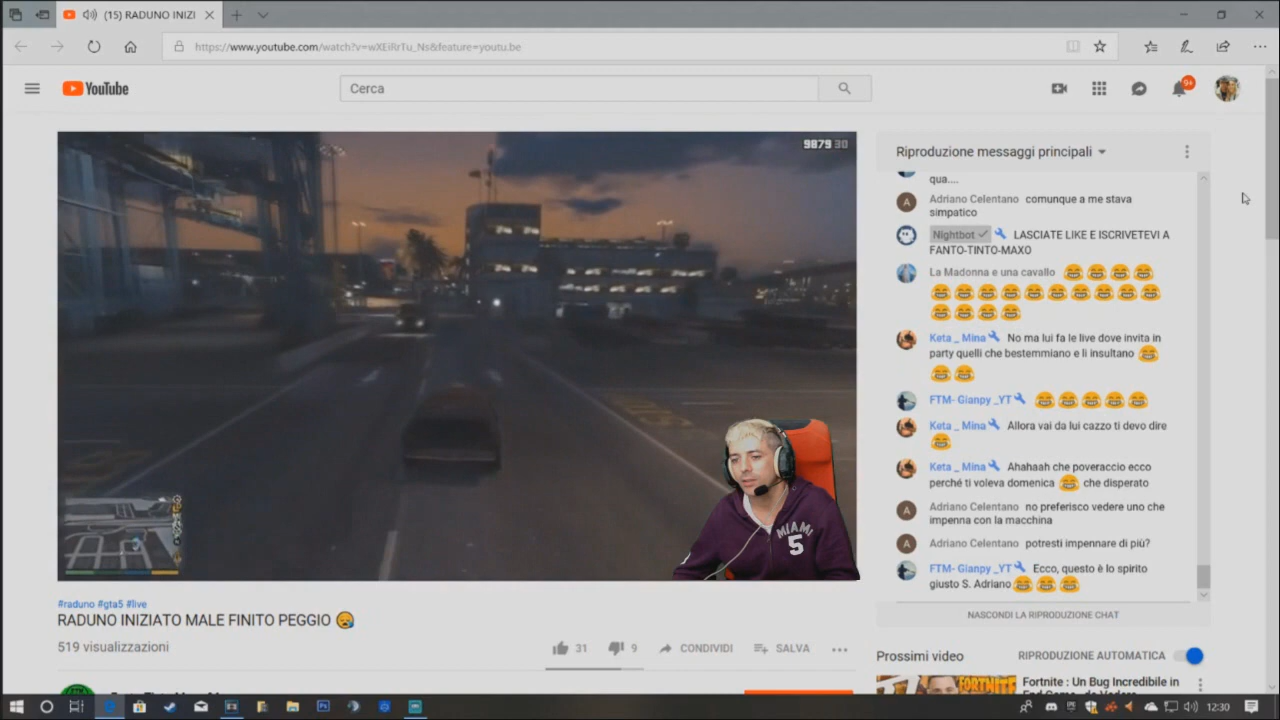 (15) RADUNO INIZI
https://www.youtube.com/watch?v=wXEiRrTu_Ns&feature=youtu.be
YouTube
Cerca
9+
9879 30
MIAMI
5
Riproduzione messaggi principali
qua....
Adriano Celentano comunque a me stava
simpatico
Nightbot LASCIATE LIKE E ISCRIVETEVI A
FANTO-TINTO-MAXO
La Madonna e una cavallo 😂😂😂😂
😂😂😂😂😂😂😂😂😂😂
😂😂😂😂
Keta _ Mina No ma lui fa le live dove invita in
party quelli che bestemmiano e li insultano 😂
😂😂
FTM- Gianpy _YT 😂😂😂😂😂
Keta _ Mina Allora vai da lui cazzo ti devo dire
😂
Keta _ Mina Ahahaah che poveraccio ecco
perché ti voleva domenica 😂 che disperato
Adriano Celentano no preferisco vedere uno che
impenna con la macchina
Adriano Celentano potresti impennare di più?
FTM- Gianpy _YT Ecco, questo è lo spirito
giusto S. Adriano 😂😂😂
NASCONDI LA RIPRODUZIONE CHAT
#raduno #gta5 #live
RADUNO INIZIATO MALE FINITO PEGGIO 😪
519 visualizzazioni
31
9
CONDIVIDI
SALVA
Prossimi video
RIPRODUZIONE AUTOMATICA
FORTNITE
Fortnite : Un Bug Incredibile in
12:30